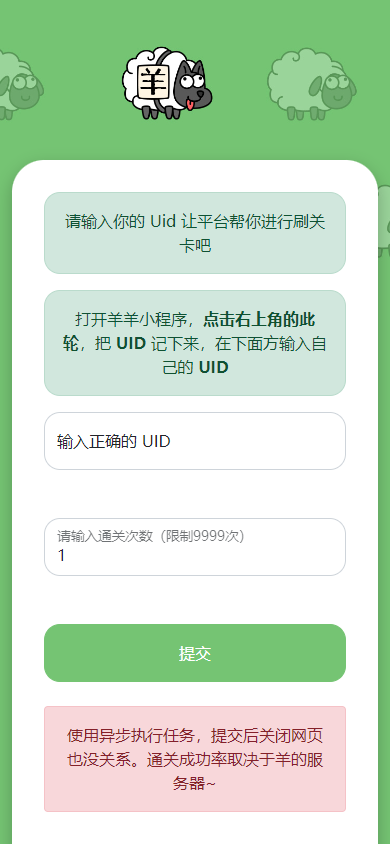 羊
请输入你的 Uid 让平台帮你进行刷关
卡吧
打开羊羊小程序，点击右上角的此
轮，把 UID 记下来，在下面方输入自
己的 UID
输入正确的 UID
请输入通关次数（限制9999次）
1
提交
使用异步执行任务，提交后关闭网页
也没关系。通关成功率取决于羊的服
务器~